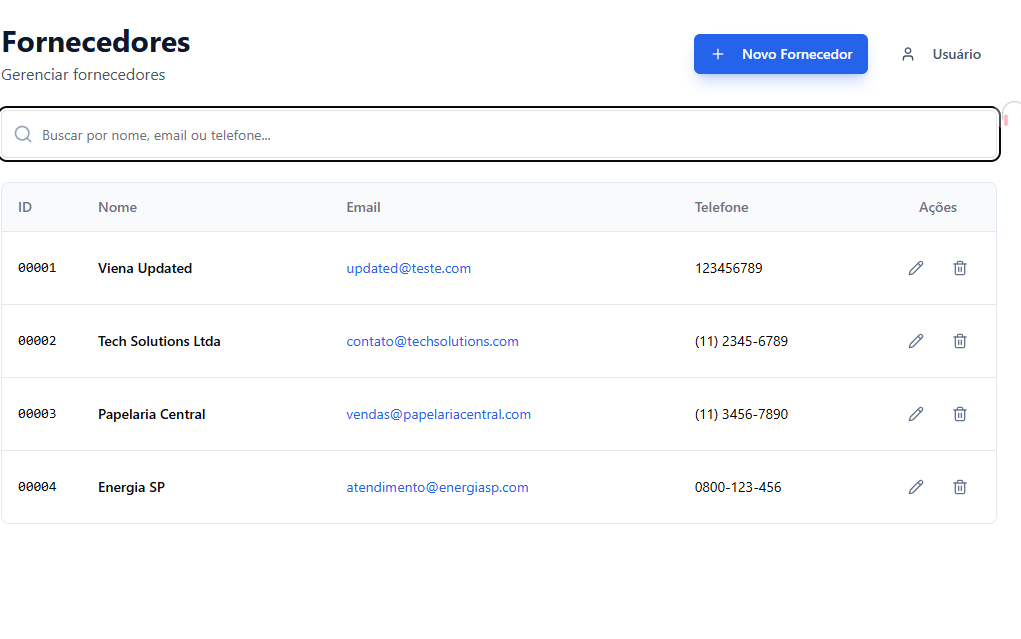 Fornecedores
Gerenciar fornecedores
Novo Fornecedor
Usuário
Buscar por nome, email ou telefone...
ID Nome Email Telefone Ações
00001 Viena Updated updated@teste.com 123456789
00002 Tech Solutions Ltda contato@techsolutions.com (11) 2345-6789
00003 Papelaria Central vendas@papelariacentral.com (11) 3456-7890
00004 Energia SP atendimento@energiasp.com 0800-123-456